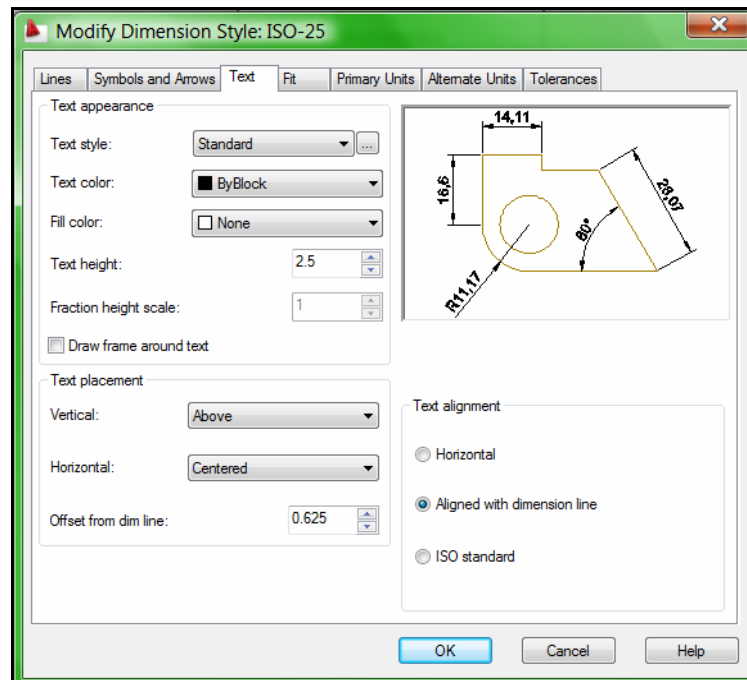 Modify Dimension Style: ISO-25
Lines Symbols and Arrows Text Fit Primary Units Alternate Units Tolerances
Text appearance
Text style: Standard ...
Text color: ByBlock
Fill color: None
Text height: 2.5
Fraction height scale: 1
Draw frame around text
14,11
16,6
28,07
60°
R11,17
Text placement
Vertical: Above
Horizontal: Centered
Offset from dim line: 0.625
Text alignment
Horizontal
Aligned with dimension line
ISO standard
OK Cancel Help